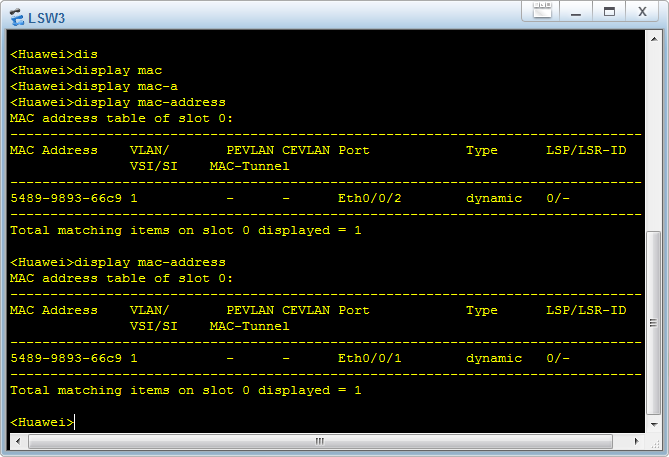 LSW3
<Huawei>dis
<Huawei>display mac
<Huawei>display mac-a
<Huawei>display mac-address
MAC address table of slot 0:
-------------------------------------------------------------------------------
MAC Address    VLAN/       PEVLAN CEVLAN Port            Type      LSP/LSR-ID
               VSI/SI    MAC-Tunnel
-------------------------------------------------------------------------------
5489-9893-66c9 1           -      -      Eth0/0/2        dynamic   0/-
-------------------------------------------------------------------------------
Total matching items on slot 0 displayed = 1
<Huawei>display mac-address
MAC address table of slot 0:
-------------------------------------------------------------------------------
MAC Address    VLAN/       PEVLAN CEVLAN Port            Type      LSP/LSR-ID
               VSI/SI    MAC-Tunnel
-------------------------------------------------------------------------------
5489-9893-66c9 1           -      -      Eth0/0/1        dynamic   0/-
-------------------------------------------------------------------------------
Total matching items on slot 0 displayed = 1
<Huawei>